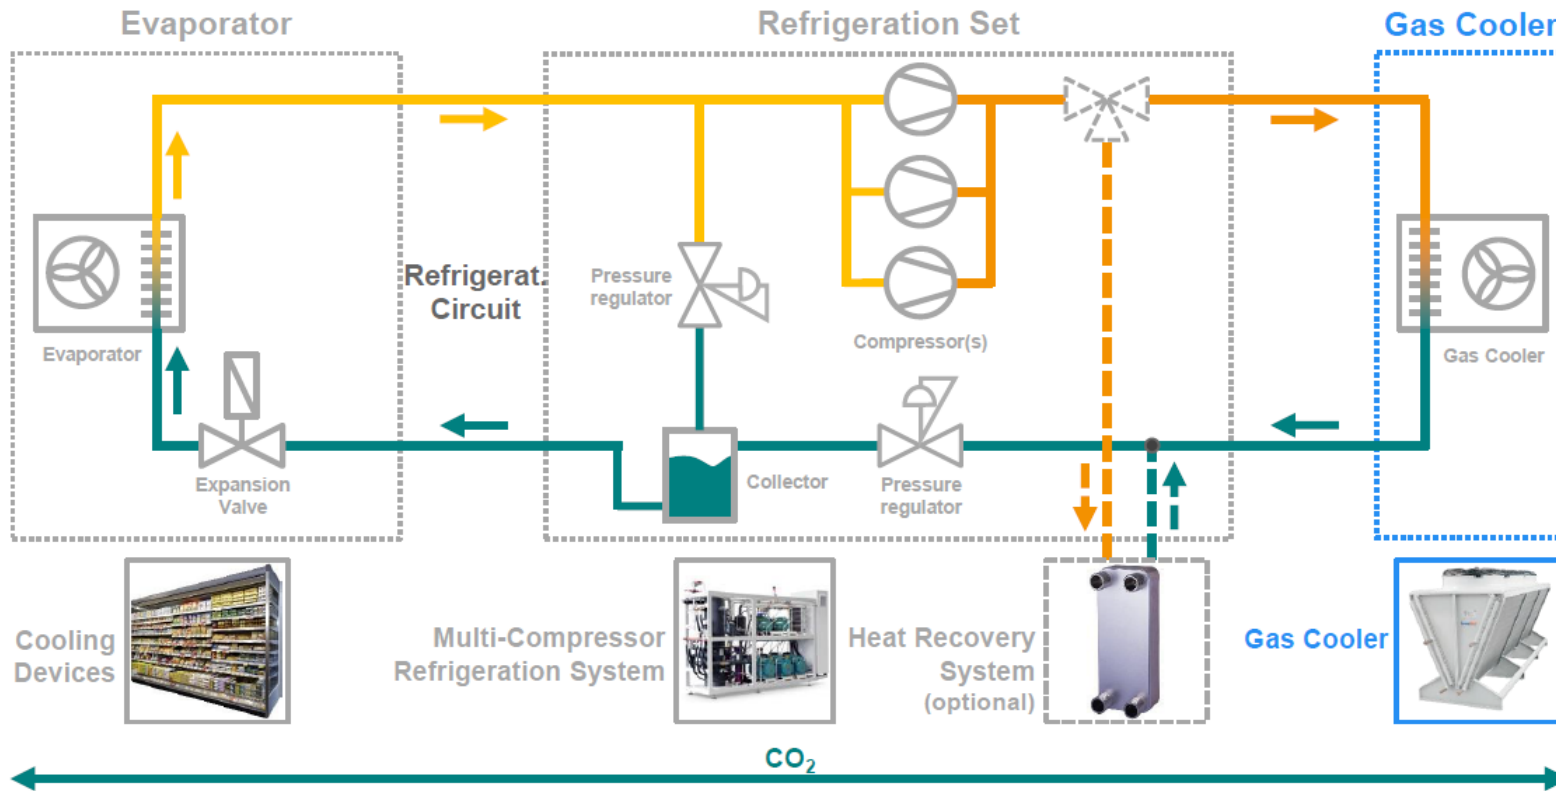 Evaporator
Refrigeration Set
Gas Cooler
Refrigerat.
Circuit
Pressure
regulator
Compressor(s)
Evaporator
Gas Cooler
Expansion
Valve
Collector
Pressure
regulator
Cooling
Devices
Multi-Compressor
Refrigeration System
Heat Recovery
System
(optional)
Gas Cooler
CO₂